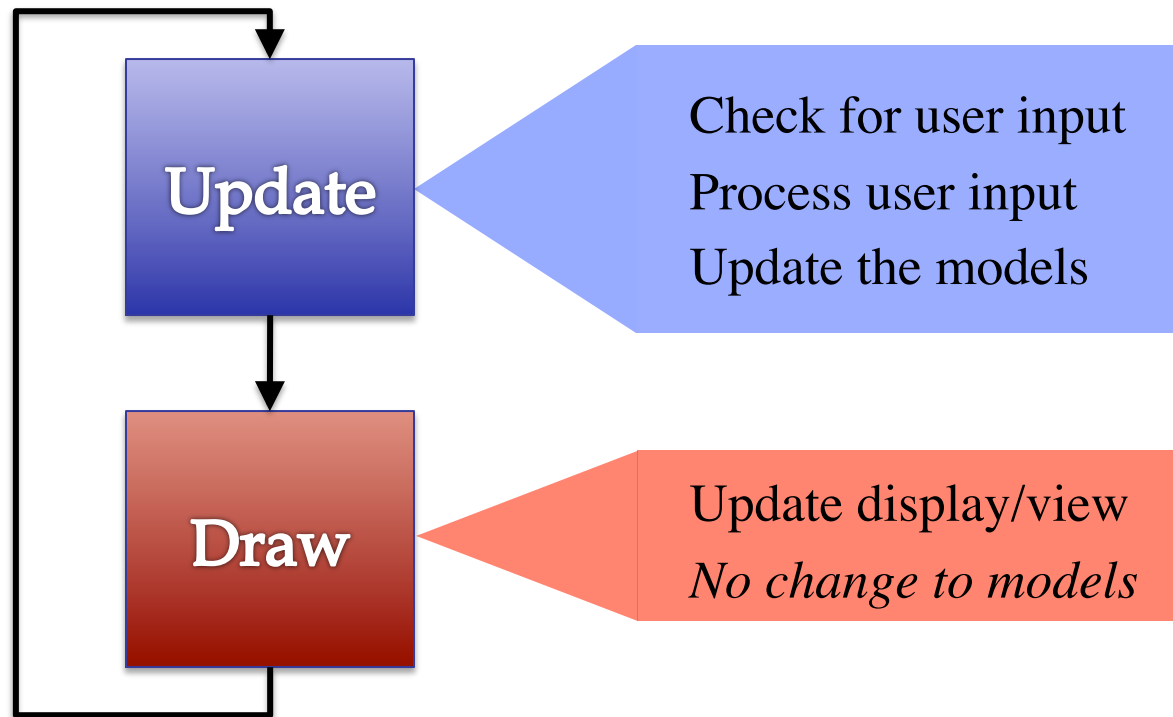 Update
Check for user input
Process user input
Update the models
Draw
Update display/view
No change to models